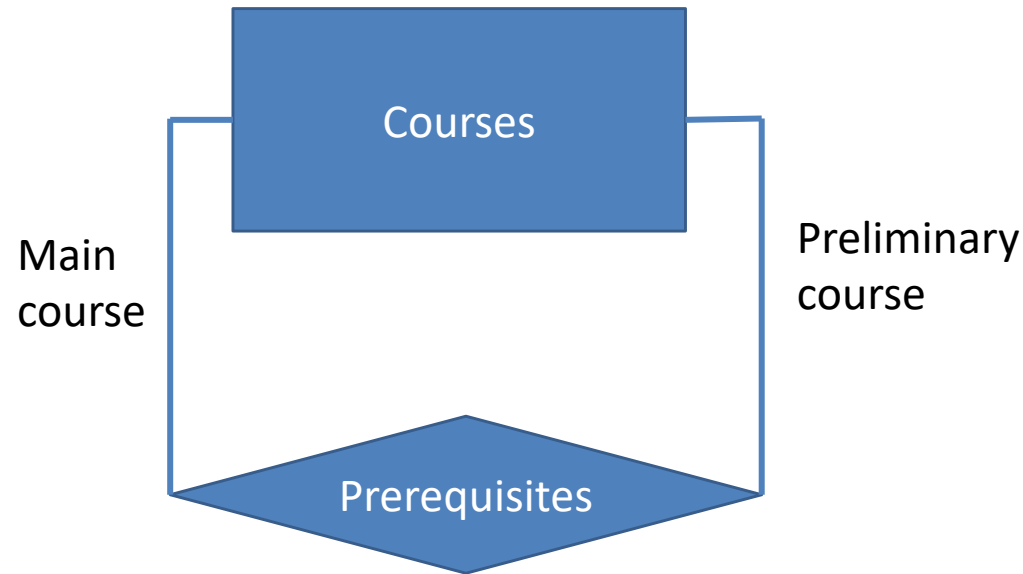 Courses
Main
course
Preliminary
course
Prerequisites